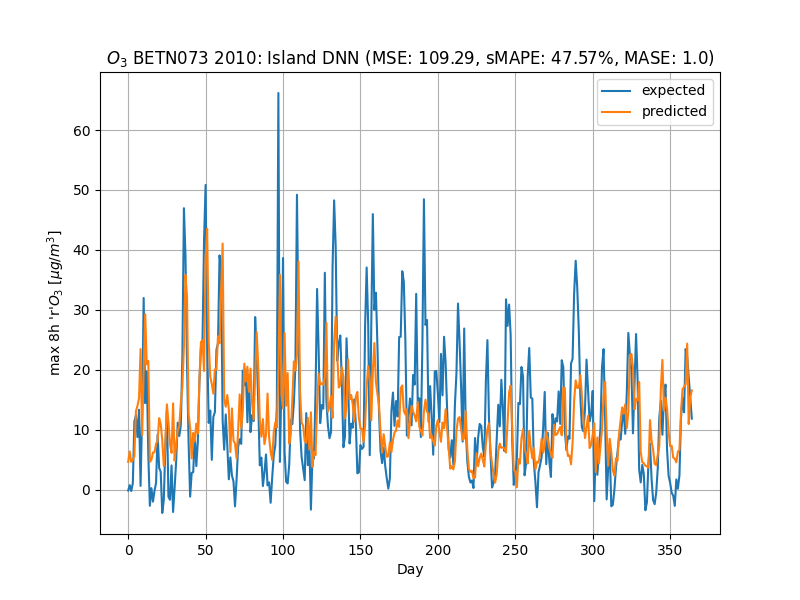 O₃ BETN073 2010: Island DNN (MSE: 109.29, sMAPE: 47.57%, MASE: 1.0)
expected
predicted
max 8h 'r'O₃ [μg/m³]
60
50
40
30
20
10
0
0 50 100 150 200 250 300 350
Day